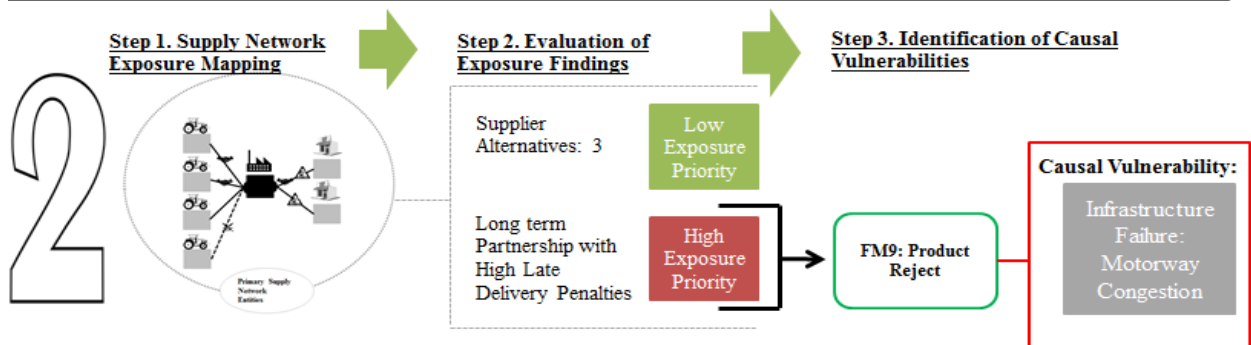 2
Step 1. Supply Network
Exposure Mapping
Primary Supply
Network
Entities
Step 2. Evaluation of
Exposure Findings
Supplier
Alternatives: 3
Low
Exposure
Priority
Long term
Partnership with
High Late
Delivery Penalties
High
Exposure
Priority
Step 3. Identification of Causal
Vulnerabilities
FM9: Product
Reject
Causal Vulnerability:
Infrastructure
Failure:
Motorway
Congestion